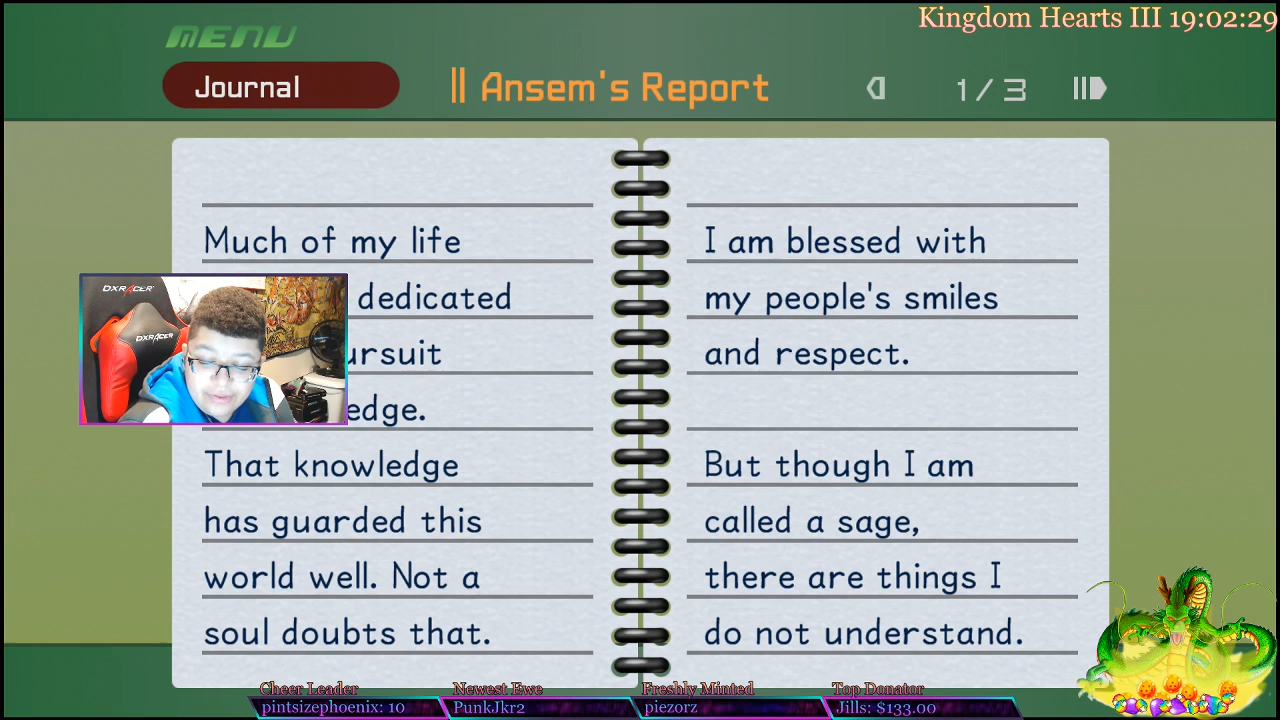 Kingdom Hearts III 19:02:29
MENU
Journal
Ansem's Report
1/3
Much of my life
dedicated
ursuit
edge.
That knowledge
has guarded this
world well. Not a
soul doubts that.
I am blessed with
my people's smiles
and respect.
But though I am
called a sage,
there are things I
do not understand.
DXRACER
DXRACER
Cheer Leader
pintsizephoenix: 10
Newest Ewe
PunkJkr2
Freshly Minted
piezorz
Top Donator
Jills: $133.00